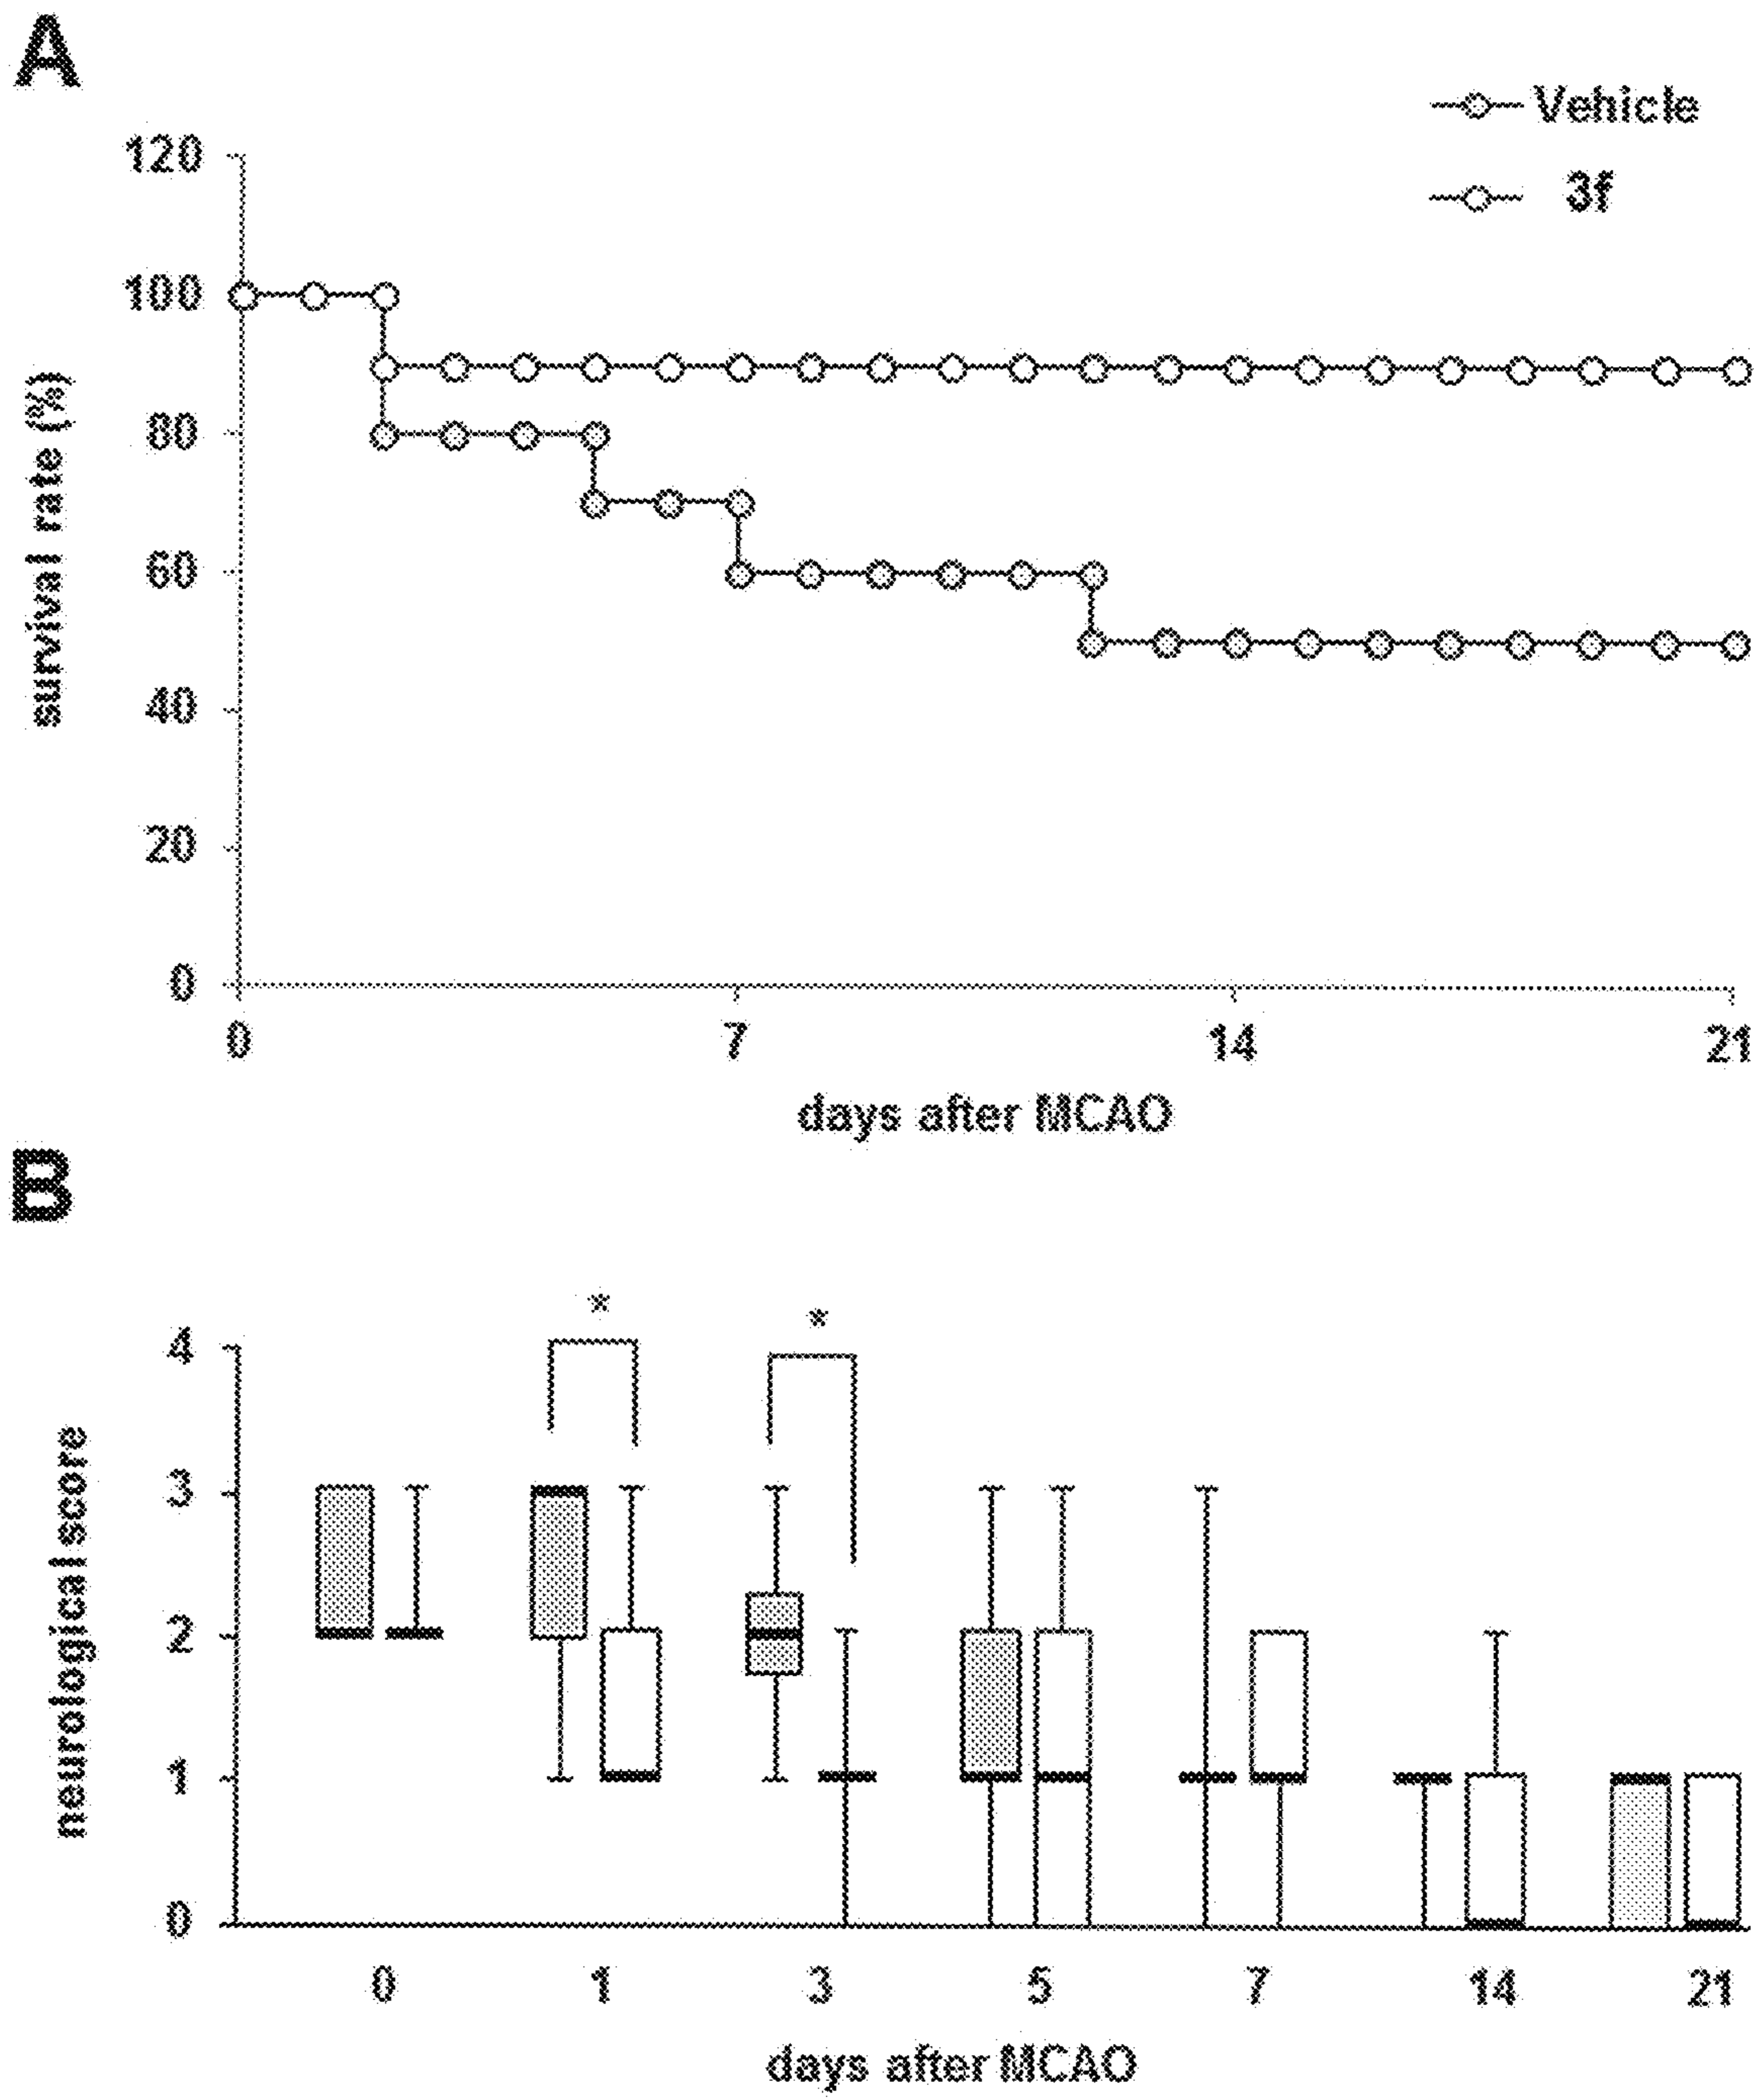 A
Vehicle
3f
120
100
80
60
40
20
0
survival rate (%)
0 7 14 21
days after MCAO
B
* *
4
3
2
1
0
neurological score
0 1 3 5 7 14 21
days after MCAO